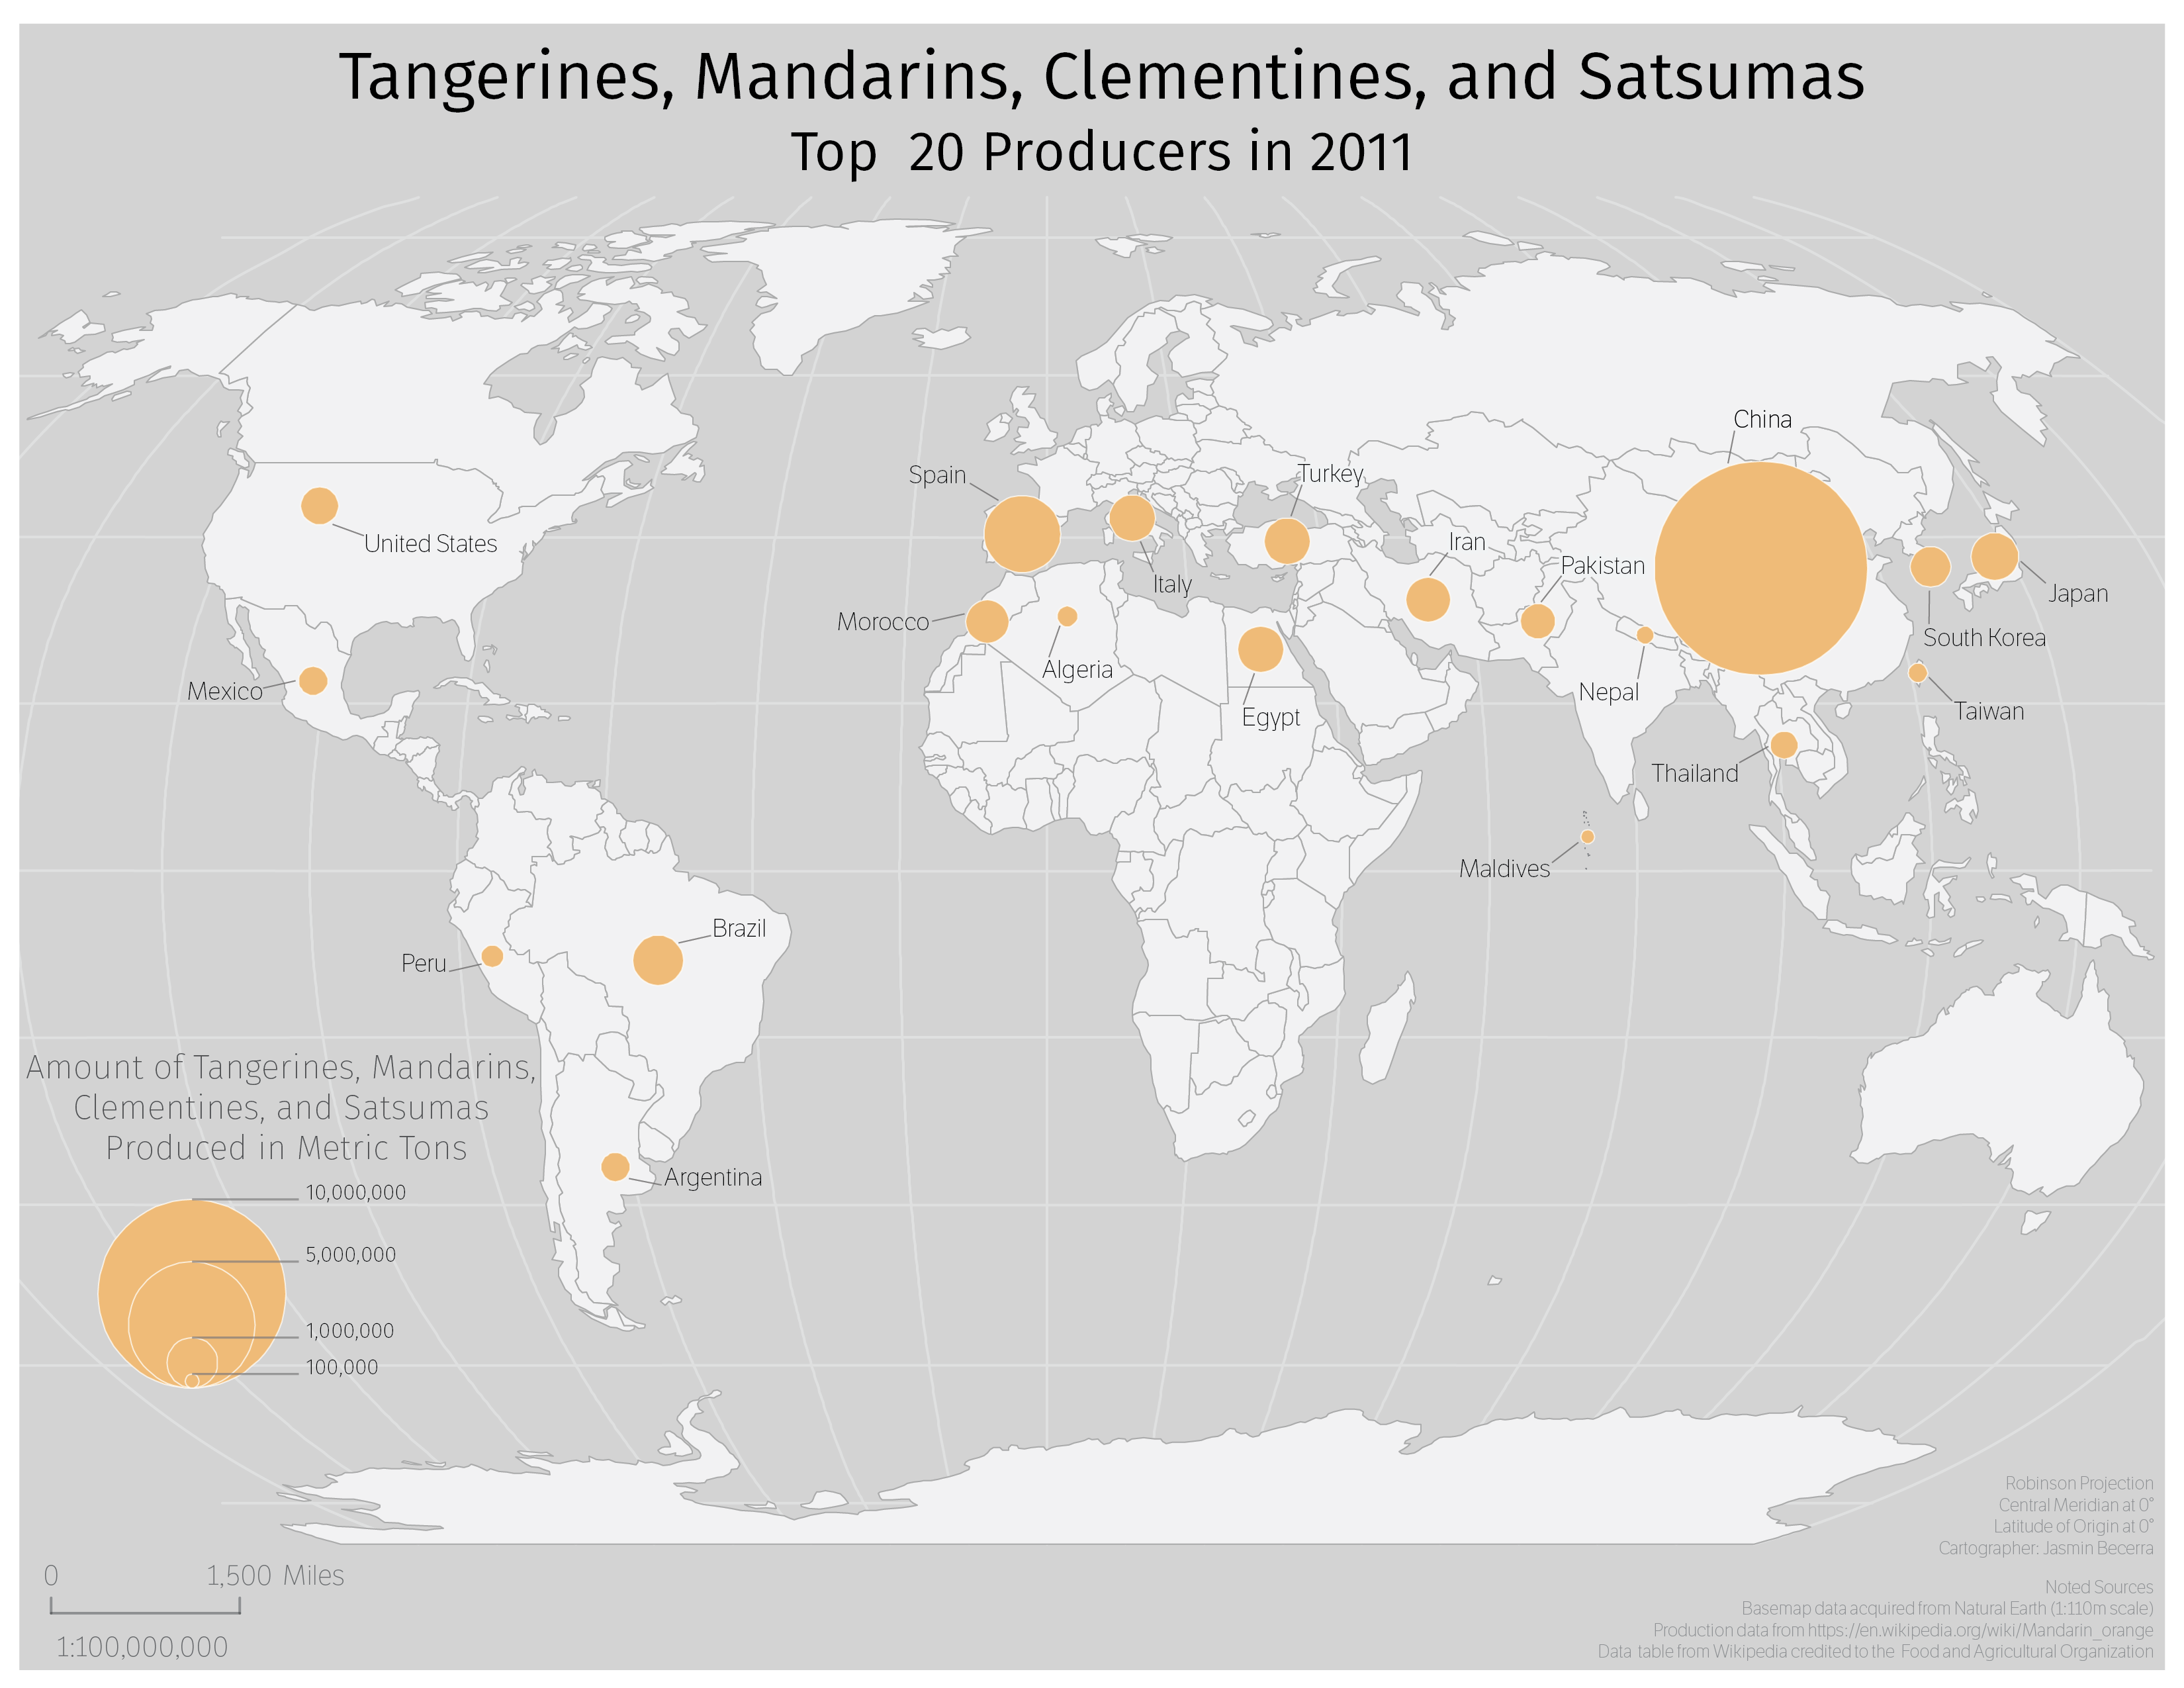 Tangerines, Mandarins, Clementines, and Satsumas
Top 20 Producers in 2011
China
Spain
Turkey
United States
Iran
Pakistan
Italy
Japan
Morocco
South Korea
Algeria
Mexico
Nepal
Egypt
Taiwan
Thailand
Maldives
Brazil
Peru
Argentina
Amount of Tangerines, Mandarins,
Clementines, and Satsumas
Produced in Metric Tons
10,000,000
5,000,000
1,000,000
100,000
0 1,500 Miles
1:100,000,000
Robinson Projection
Central Meridian at 0°
Latitude of Origin at 0°
Cartographer: Jasmin Becerra
Noted Sources
Basemap data acquired from Natural Earth (1:110m scale)
Production data from https://en.wikipedia.org/wiki/Mandarin_orange
Data table from Wikipedia credited to the Food and Agricultural Organization